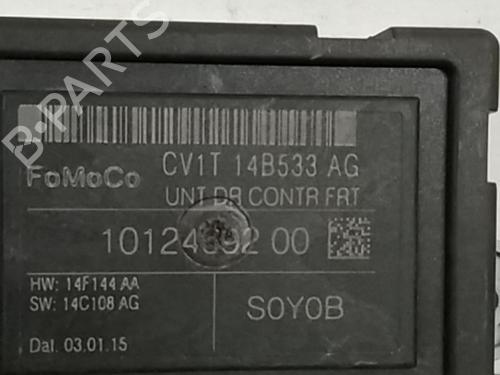 B-PARTS
FoMoCo
CV1T 14B533 AG
UNT DR CONTR FRT
00
HW: 14F144 AA
SW: 14C108 AG
S0Y0B
Dat. 03.01.15